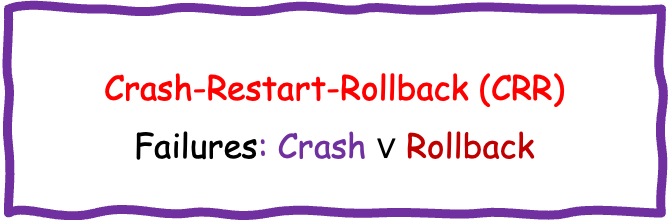 Crash-Restart-Rollback (CRR)
Failures: Crash ∨ Rollback